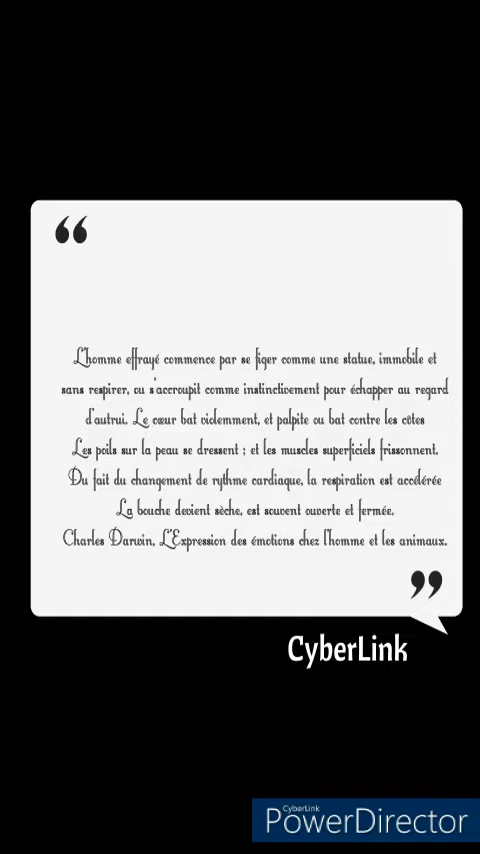 “
L'homme effrayé commence par se figer comme une statue, immobile et
sans respirer, ou s'accroupit comme instinctivement pour échapper au regard
d'autrui. Le cœur bat violemment, et palpite ou bat contre les côtes
Les poils sur la peau se dressent ; et les muscles superficiels frissonnent.
Du fait du changement de rythme cardiaque, la respiration est accélérée
La bouche devient sèche, est souvent ouverte et fermée.
Charles Darwin, L'Expression des émotions chez l'homme et les animaux.
”
CyberLink
CyberLink
PowerDirector